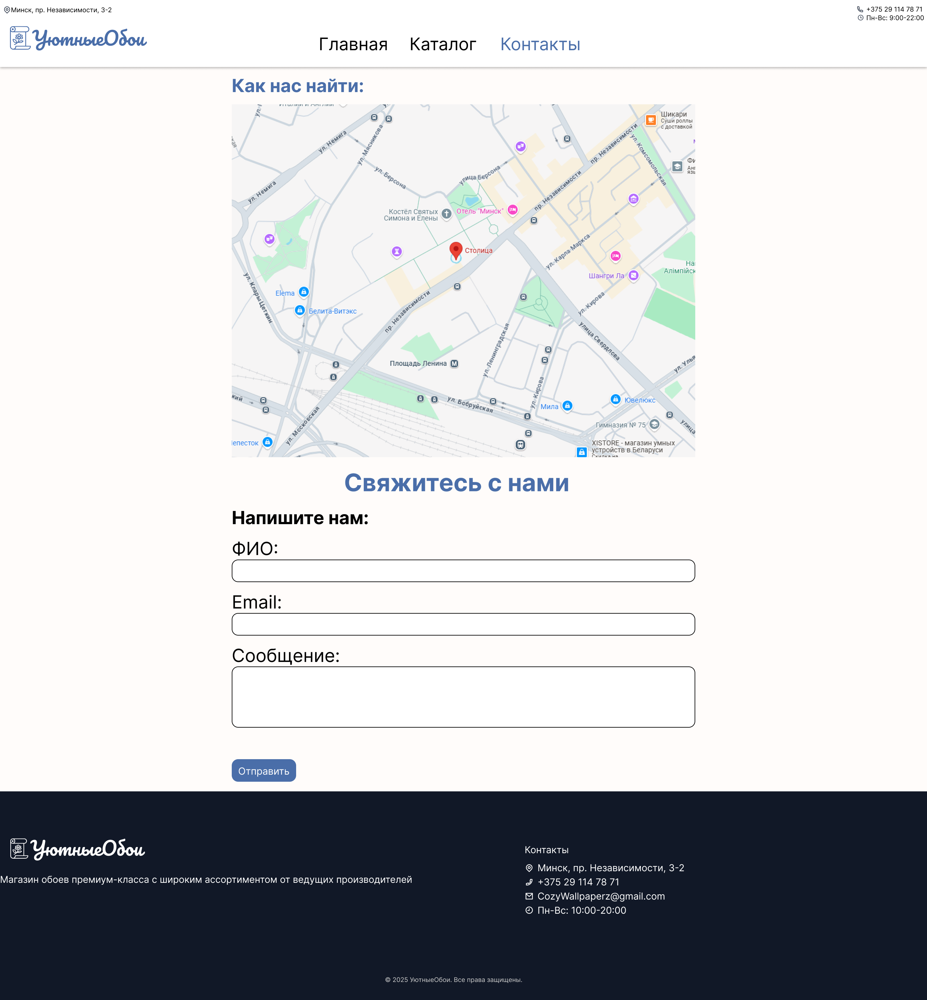 Минск, пр. Независимости, 3-2
+375 29 114 78 71
Пн-Вс: 9:00-22:00
УютныеОбои
Главная Каталог Контакты
Как нас найти:
Шикари
Суши роллы
с доставкой
ул. Немига
ул. Мясникова
пр. Независимости
ул. Комсомольская
ул. Берсона
улица Берсона
ул. Немига
пр. Независимости
Костёл Святых
Симона и Елены
Отель "Минск"
Столица
ул. Карла Маркса
Шангри Ла
ул. Клары Цеткин
Elema
Белита-Витэкс
пр. Независимости
ул. Кирова
улица Свердлова
ул. Ленинградская
Площадь Ленина
М
ул. Кирова
ул. Бобруйская
Мила
Ювелюкс
ул. Московская
Гимназия № 75
улица
XISTORE - магазин умных
устройств в Беларуси
Свяжитесь с нами
Напишите нам:
ФИО:
Email:
Сообщение:
Отправить
УютныеОбои
Магазин обоев премиум-класса с широким ассортиментом от ведущих производителей
Контакты
Минск, пр. Независимости, 3-2
+375 29 114 78 71
CozyWallpaperz@gmail.com
Пн-Вс: 10:00-20:00
© 2025 УютныеОбои. Все права защищены.